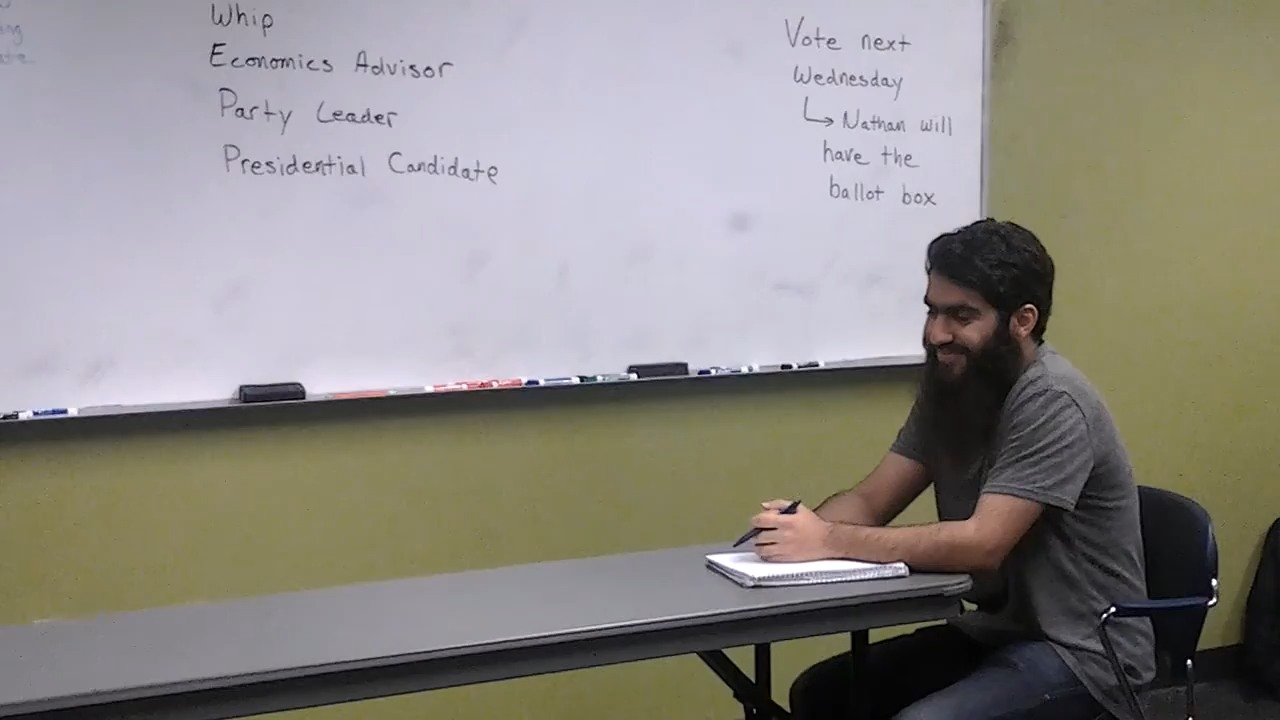 Whip
Economics Advisor
Party Leader
Presidential Candidate
Vote next
Wednesday
↳ Nathan will
have the
ballot box